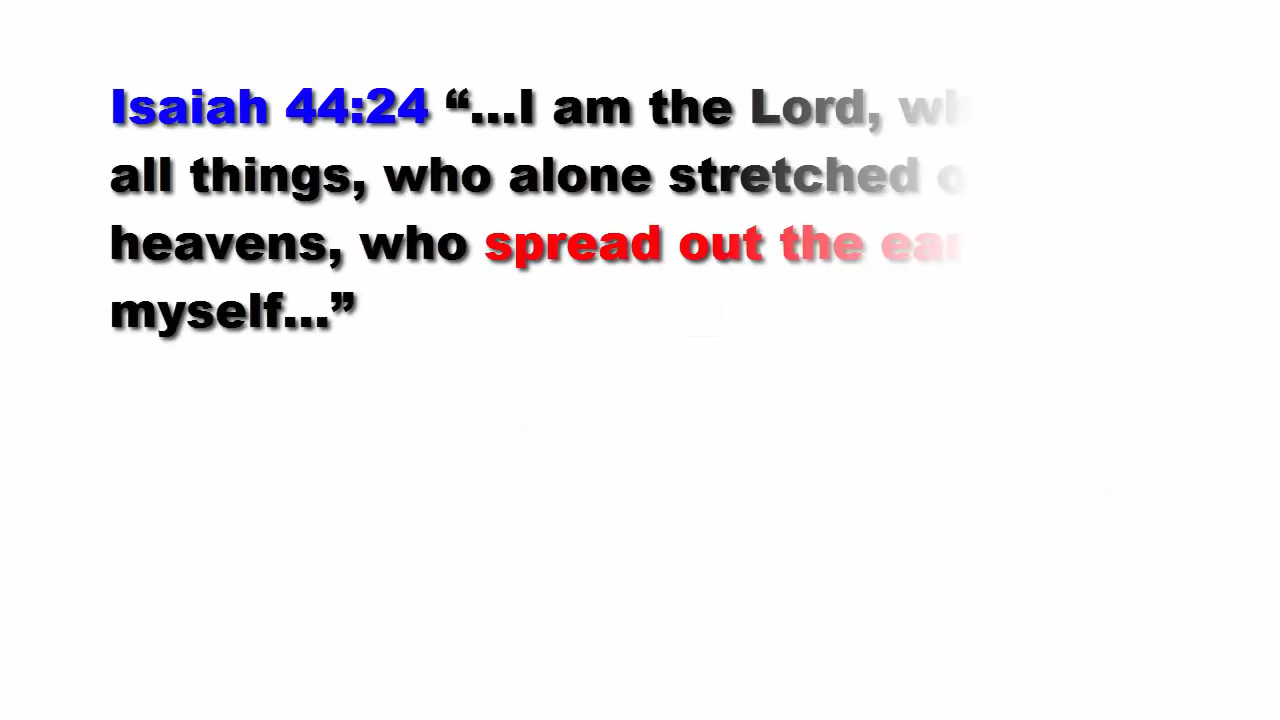 Isaiah 44:24 “...I am the Lord,
all things, who alone stretched
heavens, who spread out the
myself...”